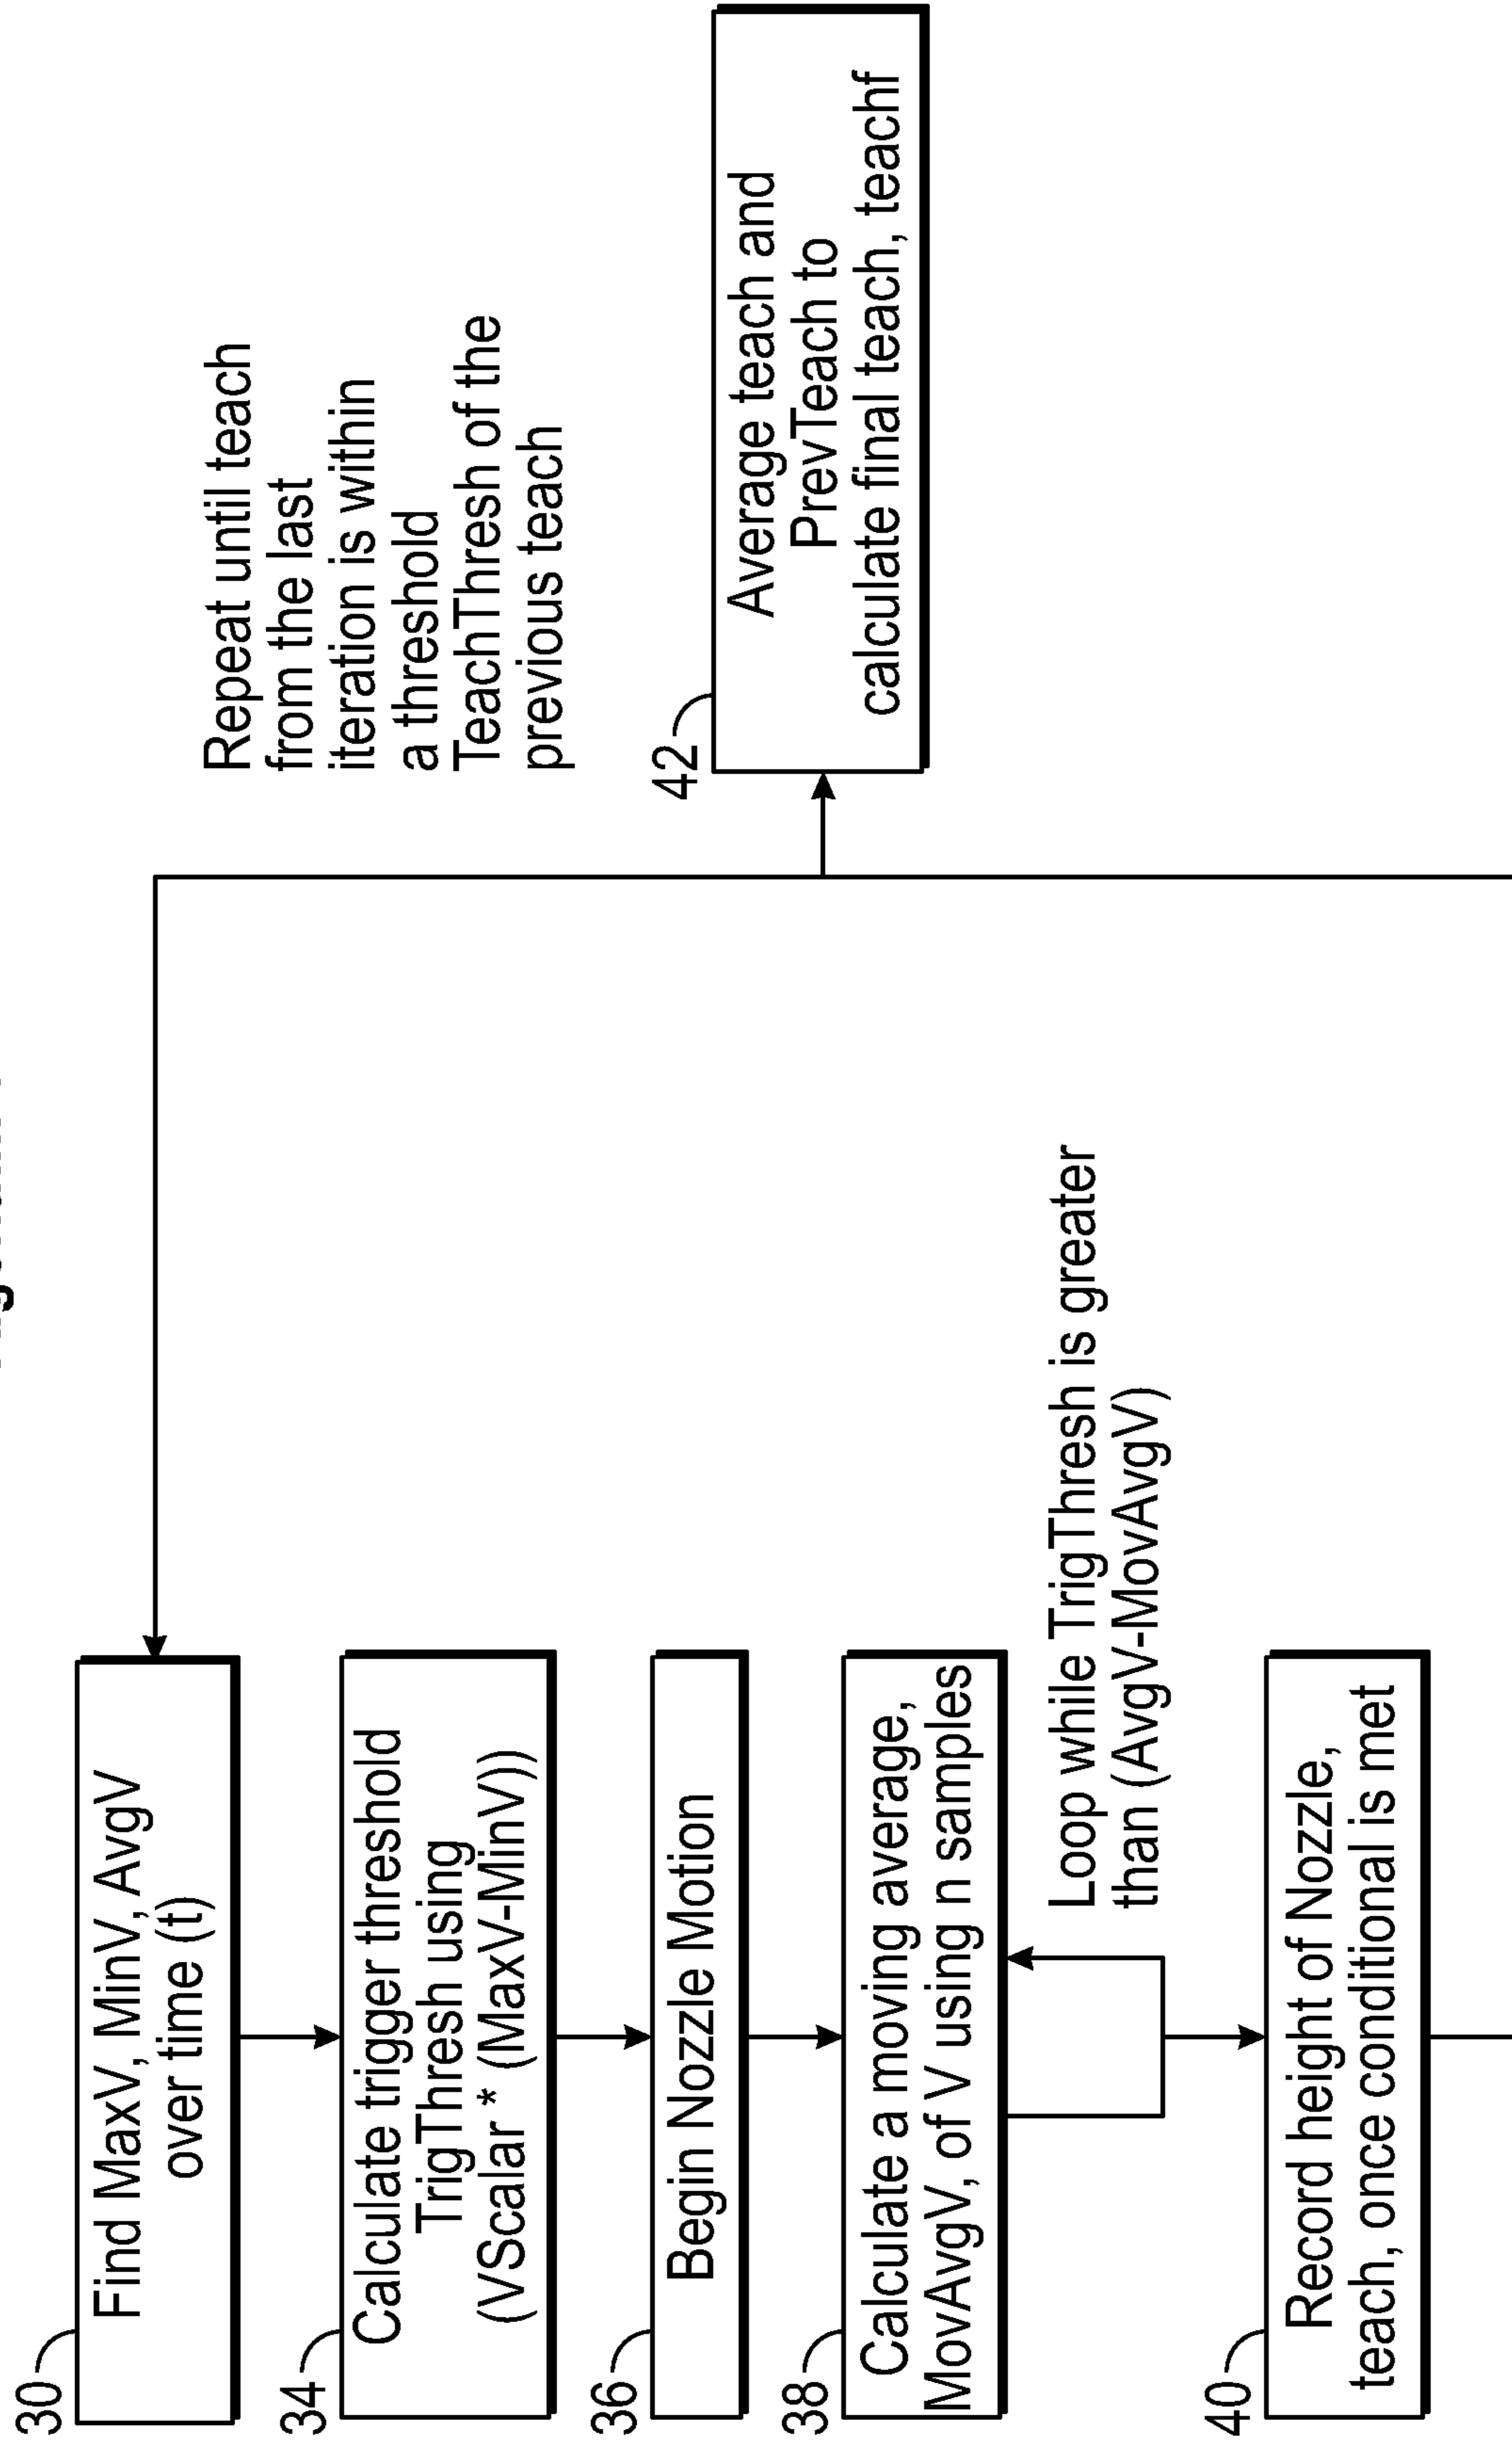 30
Find MaxV, MinV, AvgV
over time (t)
34
Calculate trigger threshold
TrigThresh using
(VScalar * (MaxV-MinV))
36
Begin Nozzle Motion
38
Calculate a moving average,
MovAvgV, of V using n samples
Loop while TrigThresh is greater
than (AvgV-MovAvgV)
40
Record height of Nozzle,
teach, once conditional is met
Repeat until teach
from the last
iteration is within
a threshold
TeachThresh of the
previous teach
42
Average teach and
PrevTeach to
calculate final teach, teachf